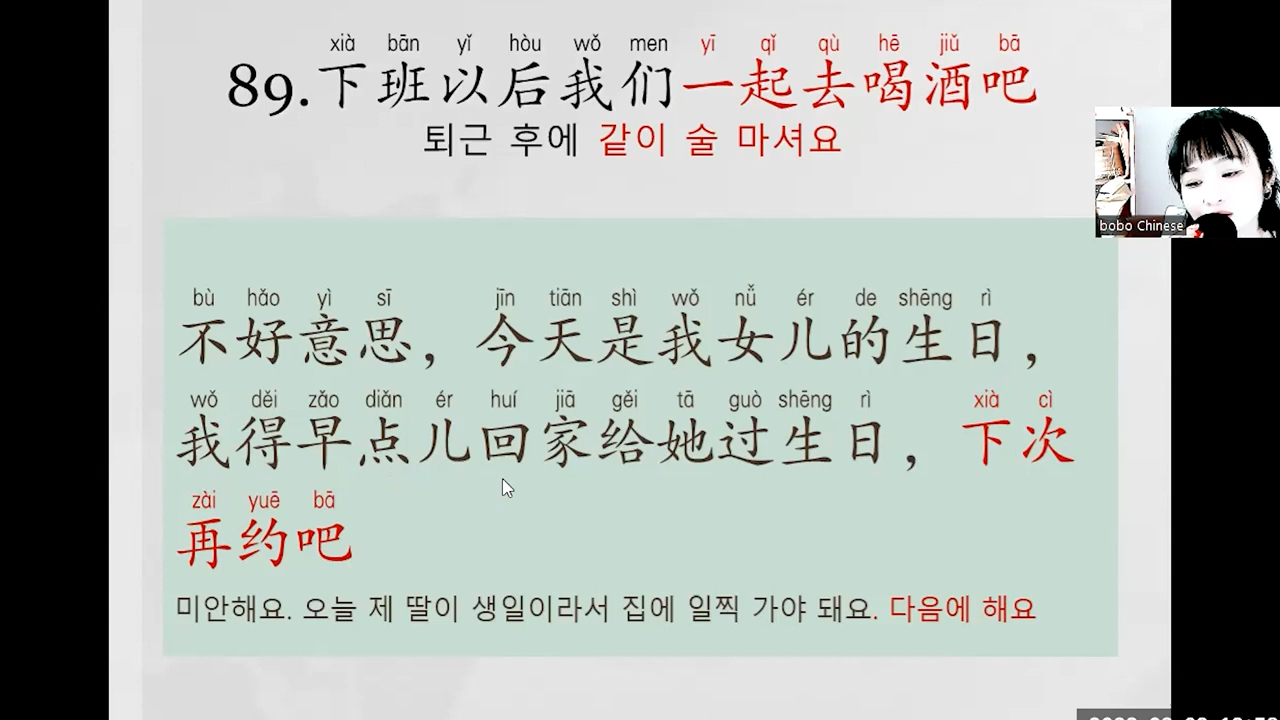 xià bān yǐ hòu wǒ men yī qǐ qù hē jiǔ bā
89.下班以后我们一起去喝酒吧
퇴근 후에 같이 술 마셔요
bobo Chinese
bù hǎo yì sī jīn tiān shì wǒ nǚ ér de shēng rì
不好意思，今天是我女儿的生日，
wǒ děi zǎo diǎn ér huí jiā gěi tā guò shēng rì xià cì
我得早点儿回家给她过生日，下次
zài yuē bā
再约吧
미안해요. 오늘 제 딸이 생일이라서 집에 일찍 가야 돼요. 다음에 해요